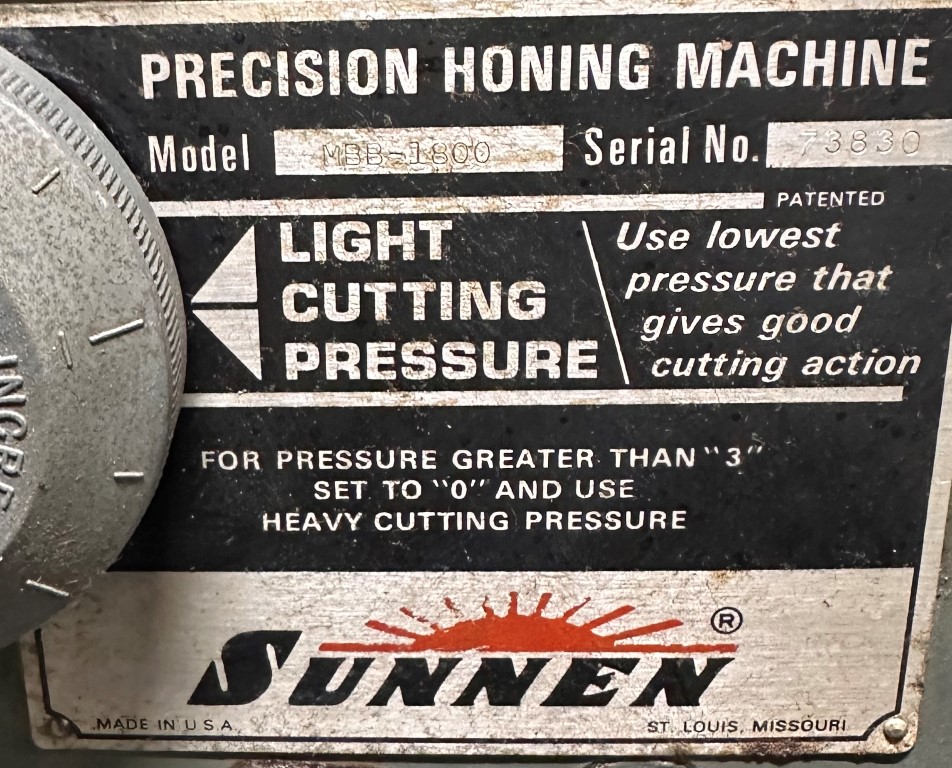 PRECISION HONING MACHINE
Model MBB-1800 Serial No. 73830
PATENTED
LIGHT
CUTTING
PRESSURE
Use lowest
pressure that
gives good
cutting action
FOR PRESSURE GREATER THAN "3"
SET TO "0" AND USE
HEAVY CUTTING PRESSURE
SUNNEN ®
MADE IN U S A
ST. LOUIS, MISSOURI